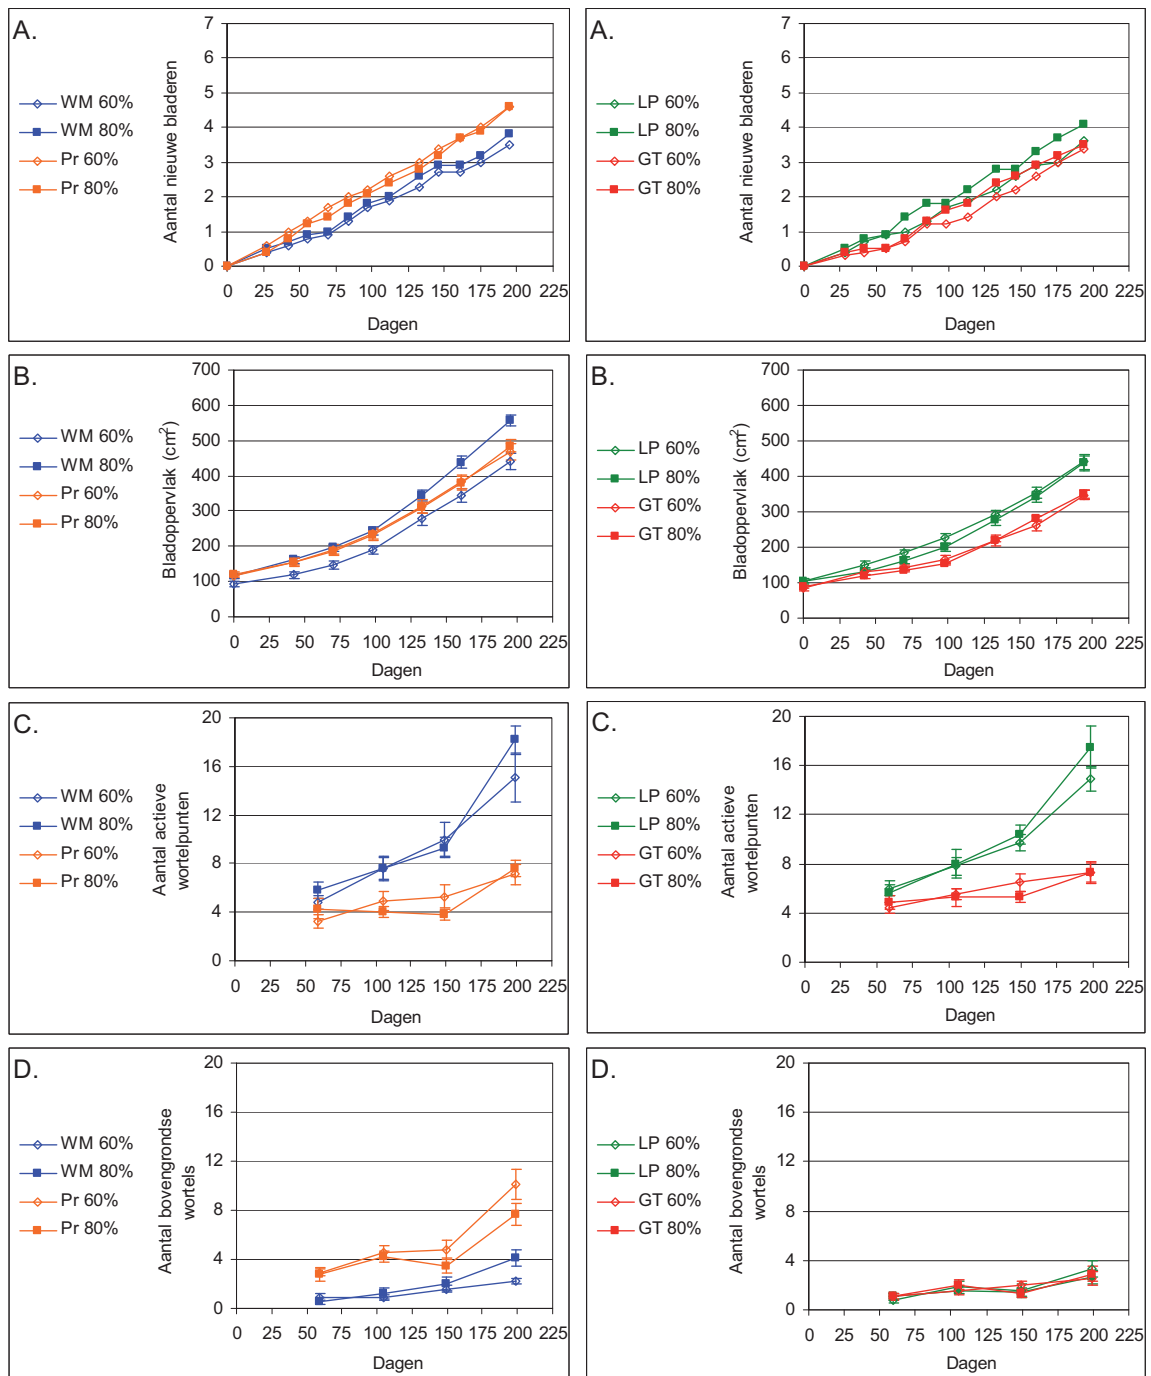 A.
Aantal nieuwe bladeren
7
6
5
4
3
2
1
0
WM 60%
WM 80%
Pr 60%
Pr 80%
0 25 50 75 100 125 150 175 200 225
Dagen
A.
Aantal nieuwe bladeren
7
6
5
4
3
2
1
0
LP 60%
LP 80%
GT 60%
GT 80%
0 25 50 75 100 125 150 175 200 225
Dagen
B.
Bladoppervlak (cm²)
700
600
500
400
300
200
100
0
WM 60%
WM 80%
Pr 60%
Pr 80%
0 25 50 75 100 125 150 175 200 225
Dagen
B.
Bladoppervlak (cm²)
700
600
500
400
300
200
100
0
LP 60%
LP 80%
GT 60%
GT 80%
0 25 50 75 100 125 150 175 200 225
Dagen
C.
Aantal actieve
wortelpunten
20
16
12
8
4
0
WM 60%
WM 80%
Pr 60%
Pr 80%
0 25 50 75 100 125 150 175 200 225
Dagen
C.
Aantal actieve
wortelpunten
20
16
12
8
4
0
LP 60%
LP 80%
GT 60%
GT 80%
0 25 50 75 100 125 150 175 200 225
Dagen
D.
Aantal bovengrondse
wortels
20
16
12
8
4
0
WM 60%
WM 80%
Pr 60%
Pr 80%
0 25 50 75 100 125 150 175 200 225
Dagen
D.
Aantal bovengrondse
wortels
20
16
12
8
4
0
LP 60%
LP 80%
GT 60%
GT 80%
0 25 50 75 100 125 150 175 200 225
Dagen